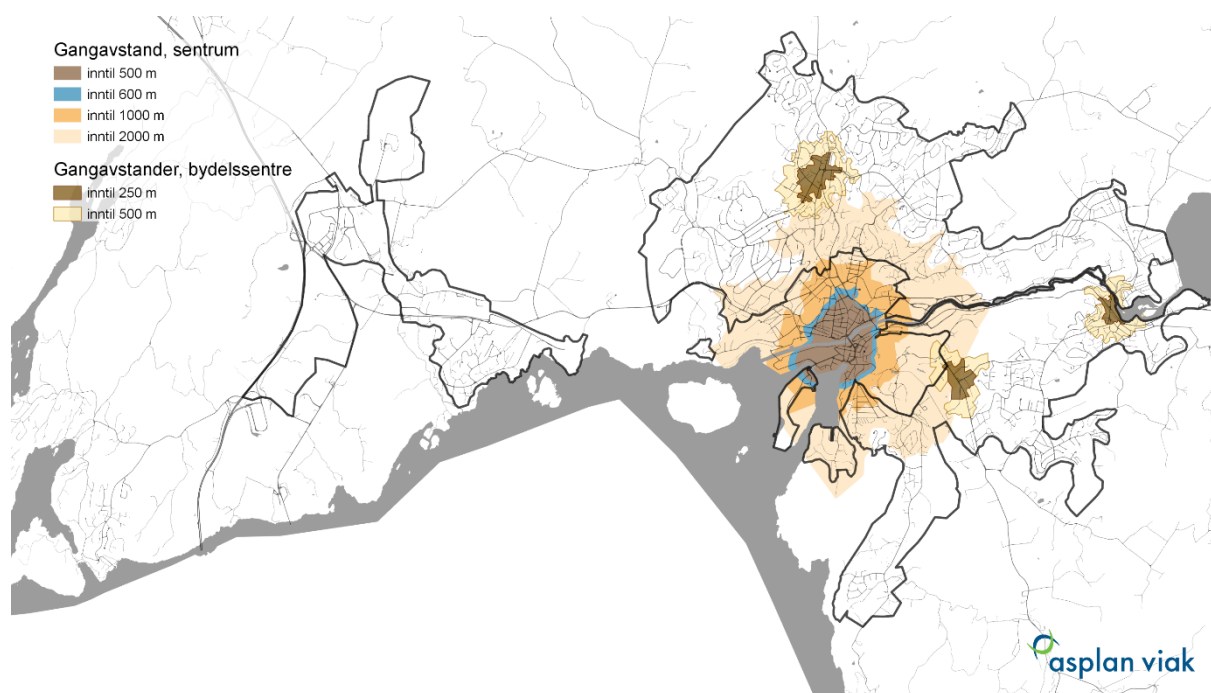 Gangavstand, sentrum
inntil 500 m
inntil 600 m
inntil 1000 m
inntil 2000 m
Gangavstander, bydelssentre
inntil 250 m
inntil 500 m
asplan viak